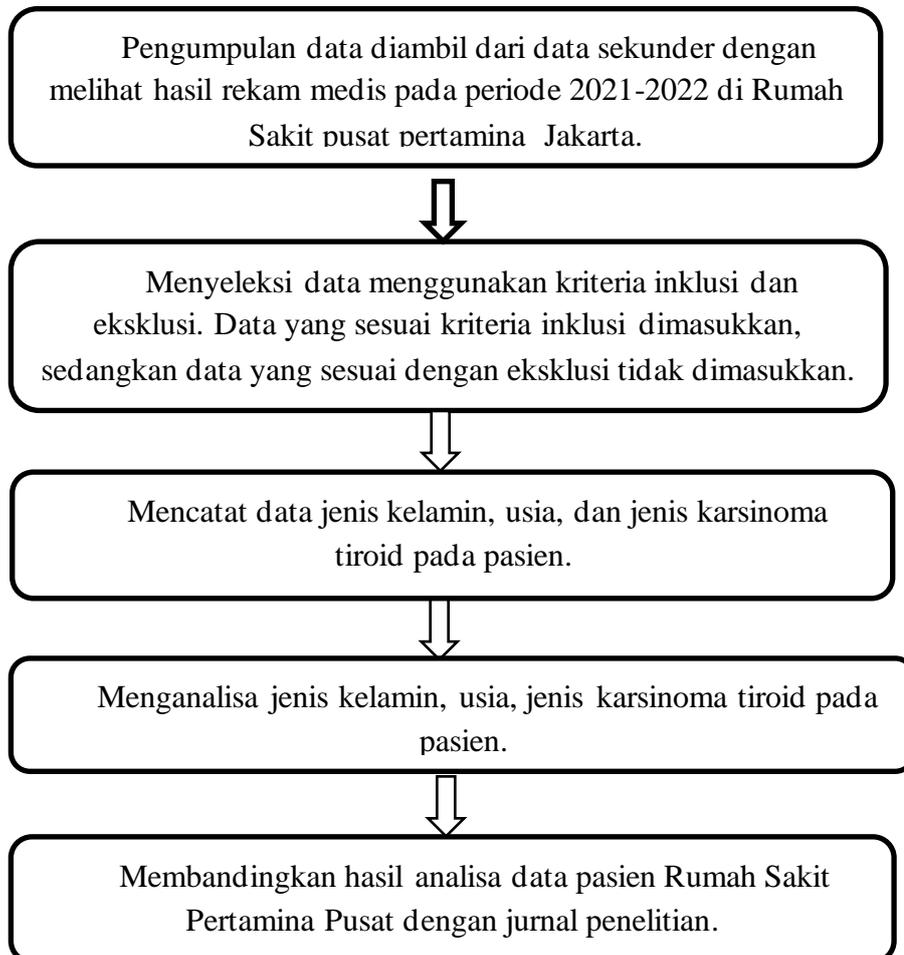 Pengumpulan data diambil dari data sekunder dengan
melihat hasil rekam medis pada periode 2021-2022 di Rumah
Sakit pusat pertamina Jakarta.
Menyeleksi data menggunakan kriteria inklusi dan
eksklusi. Data yang sesuai kriteria inklusi dimasukkan,
sedangkan data yang sesuai dengan eksklusi tidak dimasukkan.
Mencatat data jenis kelamin, usia, dan jenis karsinoma
tiroid pada pasien.
Menganalisa jenis kelamin, usia, jenis karsinoma tiroid pada
pasien.
Membandingkan hasil analisa data pasien Rumah Sakit
Pertamina Pusat dengan jurnal penelitian.